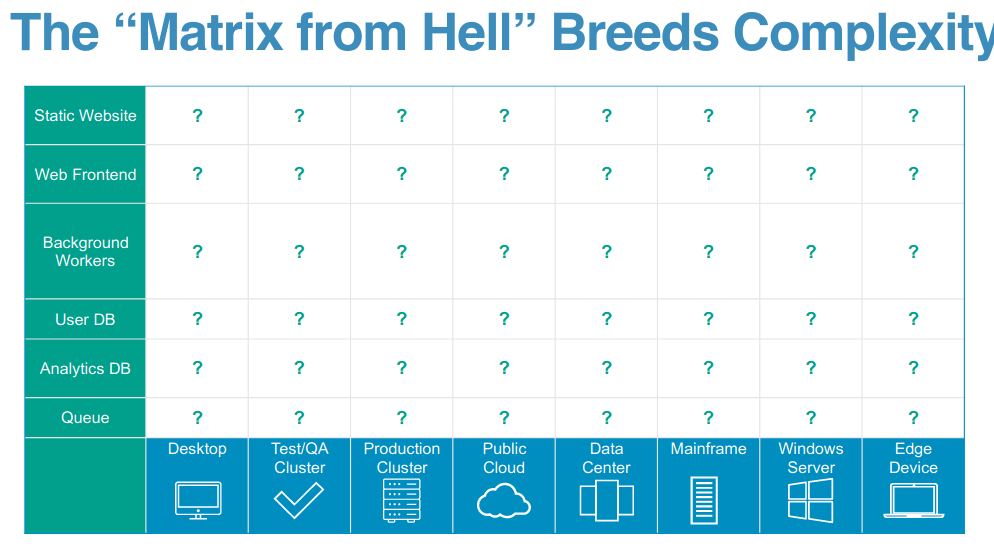 The “Matrix from Hell” Breeds Complexity
Static Website ? ? ? ? ? ? ? ?
Web Frontend ? ? ? ? ? ? ? ?
Background
Workers ? ? ? ? ? ? ? ?
User DB ? ? ? ? ? ? ? ?
Analytics DB ? ? ? ? ? ? ? ?
Queue ? ? ? ? ? ? ? ?
Desktop
Test/QA
Cluster
Production
Cluster
Public
Cloud
Data
Center
Mainframe
Windows
Server
Edge
Device